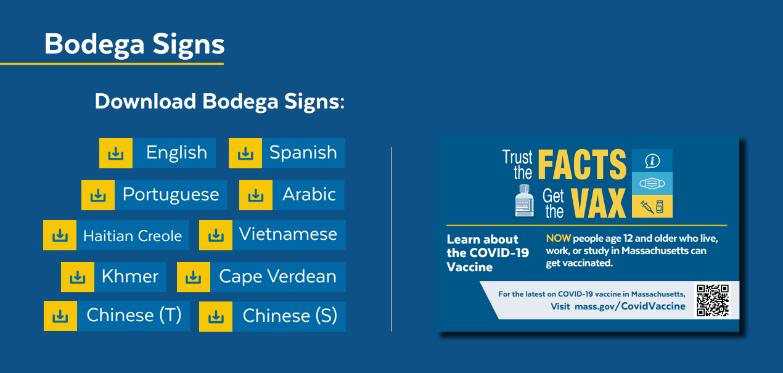 Bodega Signs
Download Bodega Signs:
English
Spanish
Portuguese
Arabic
Haitian Creole
Vietnamese
Khmer
Cape Verdean
Chinese (T)
Chinese (S)
Trust the FACTS
Get the VAX
Learn about
the COVID-19
Vaccine
NOW people age 12 and older who live,
work, or study in Massachusetts can
get vaccinated.
For the latest on COVID-19 vaccine in Massachusetts,
Visit mass.gov/CovidVaccine